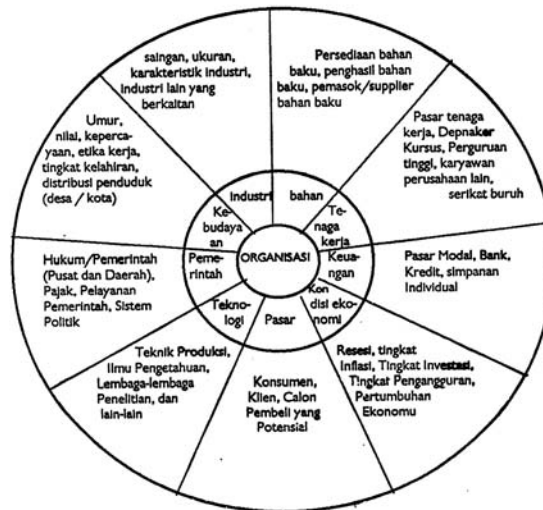 saingan, ukuran,
karakteristik industri,
industri lain yang
berkaitan
Persediaan bahan
baku, penghasil bahan
baku, pemasok/supplier
bahan baku
Pasar tenaga
kerja, Depnaker
Kursus, Perguruan
tinggi, karyawan
perusahaan lain,
serikat buruh
Pasar Modal, Bank,
Kredit, simpanan
Individual
Resesi, tingkat
Inflasi, Tingkat Investasi,
Tingkat Pengangguran,
Pertumbuhan
Ekonomu
Konsumen,
Klien, Calon
Pembeli yang
Potensial
Teknik Produksi,
Ilmu Pengetahuan,
Lembaga-lembaga
Penelitian, dan
lain-lain
Hukum/Pemerintah
(Pusat dan Daerah),
Pajak, Pelayanan
Pemerintah, Sistem
Politik
Umur,
nilai, keperca-
yaan, etika kerja,
tingkat kelahiran,
distribusi penduduk
(desa / kota)
industri
bahan
Te-
naga
kerja
Keua-
ngan
Kon
disi eko-
nomi
Pasar
Tekno-
logi
Peme-
rintah
Ke-
budaya
an
ORGANISASI